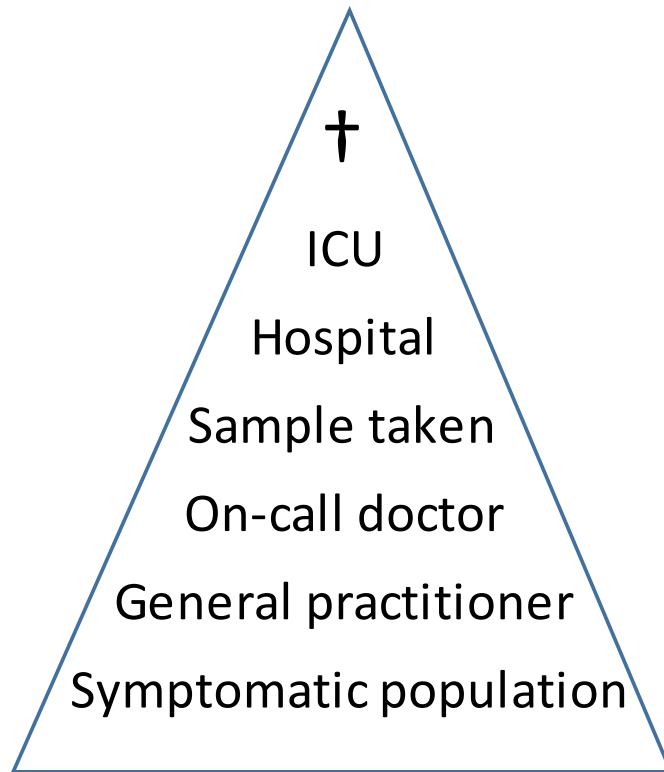 †
ICU
Hospital
Sample taken
On-call doctor
General practitioner
Symptomatic population